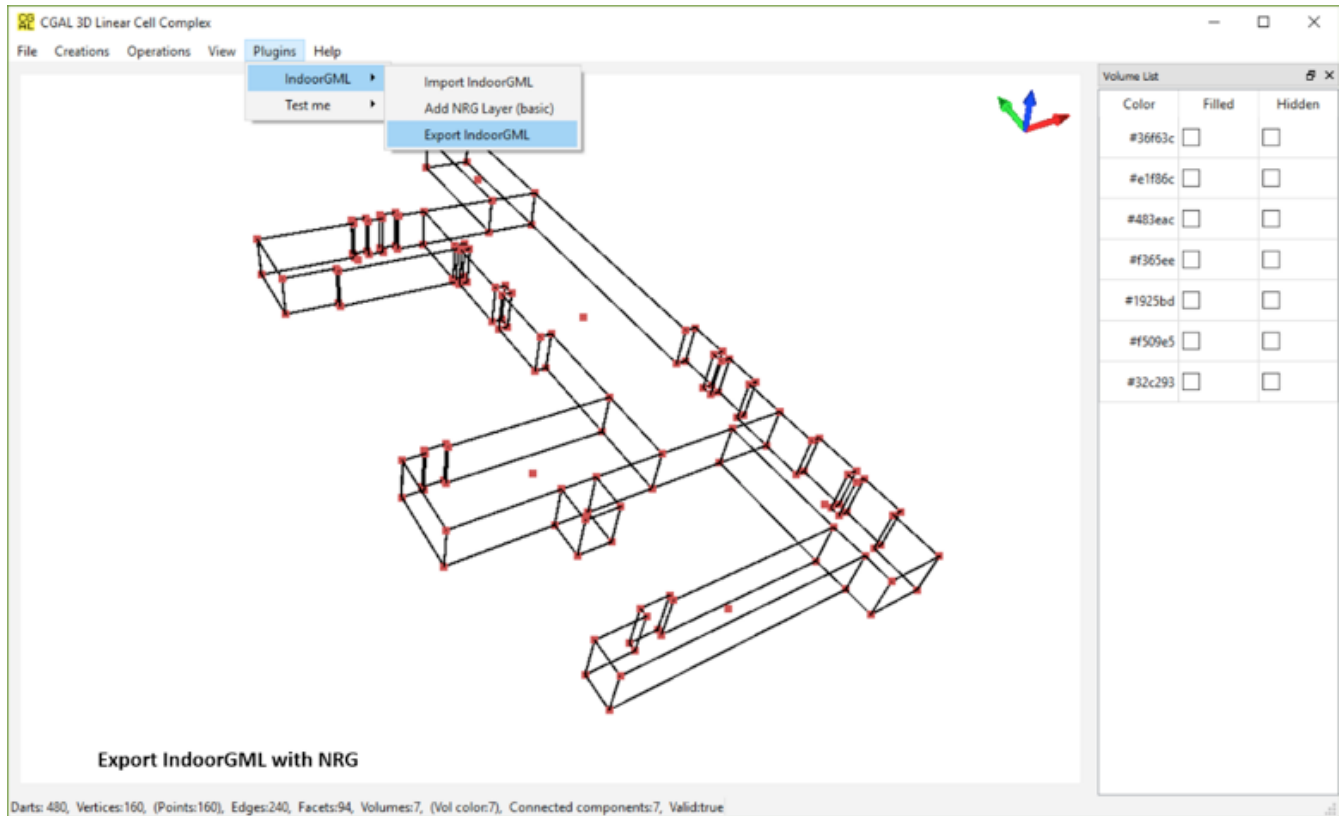 CGAL 3D Linear Cell Complex
File Creations Operations View Plugins Help
IndoorGML
Test me
Import IndoorGML
Add NRG Layer (basic)
Export IndoorGML
Volume List
Color Filled Hidden
#36f63c
#e1f86c
#483eac
#f365ee
#1925bd
#f509e5
#32c293
Export IndoorGML with NRG
Darts: 480, Vertices:160, (Points:160), Edges:240, Facets:94, Volumes:7, (Vol color:7), Connected components:7, Valid:true